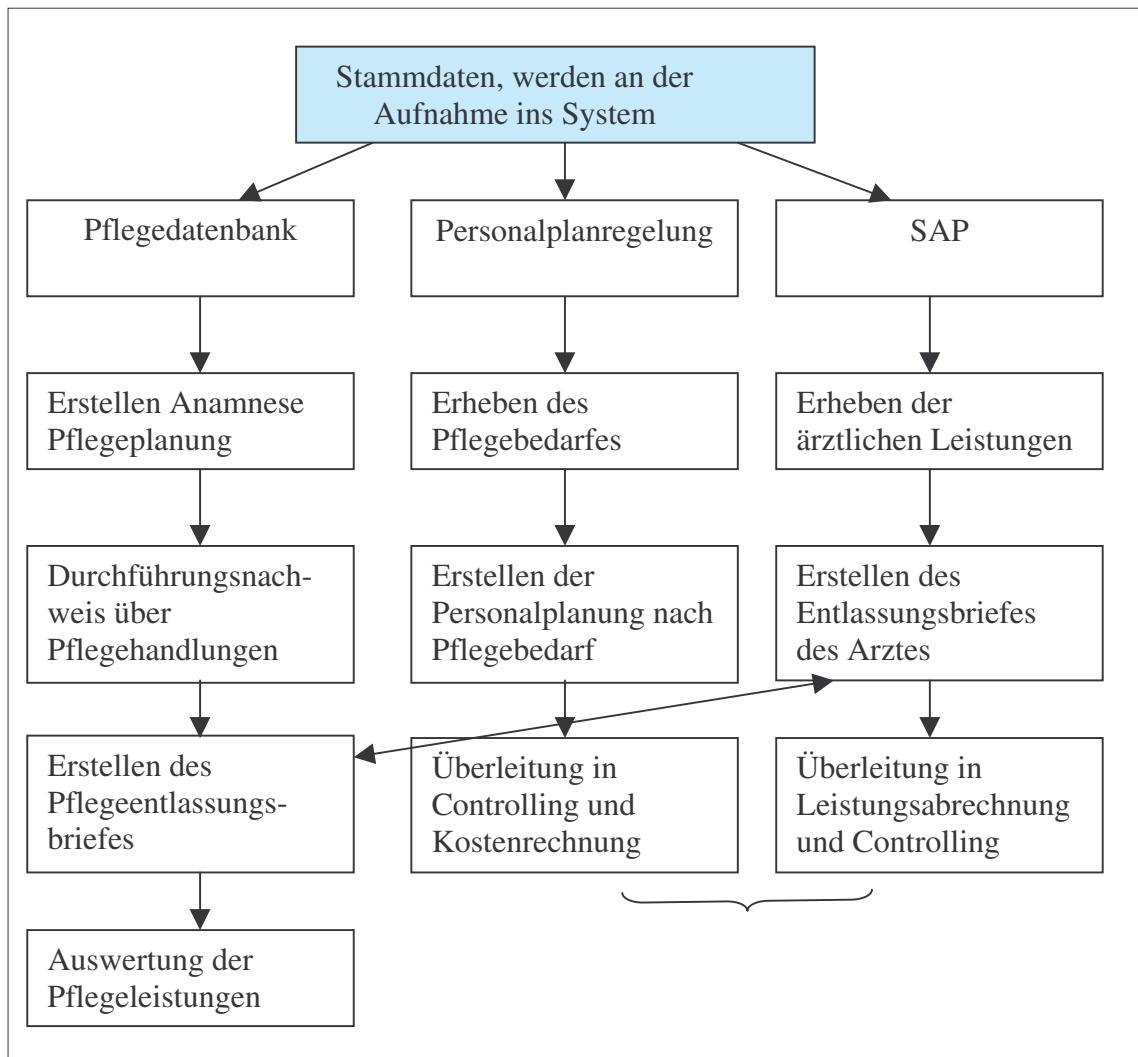 Stammdaten, werden an der
Aufnahme ins System
Pflegedatenbank
Personalplanregelung
SAP
Erstellen Anamnese
Pflegeplanung
Erheben des
Pflegebedarfes
Erheben der
ärztlichen Leistungen
Durchführungsnach-
weis über
Pflegehandlungen
Erstellen der
Personalplanung nach
Pflegebedarf
Erstellen des
Entlassungsbriefes
des Arztes
Erstellen des
Pflegeentlassungs-
briefes
Überleitung in
Controlling und
Kostenrechnung
Überleitung in
Leistungsabrechnung
und Controlling
Auswertung der
Pflegeleistungen